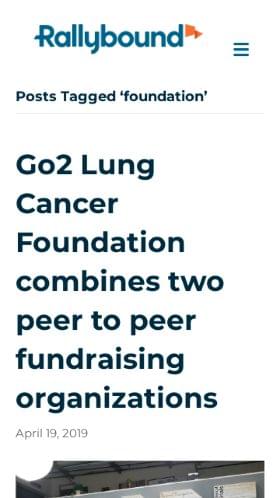 Rallybound
Posts Tagged ‘foundation’
Go2 Lung
Cancer
Foundation
combines two
peer to peer
fundraising
organizations
April 19, 2019